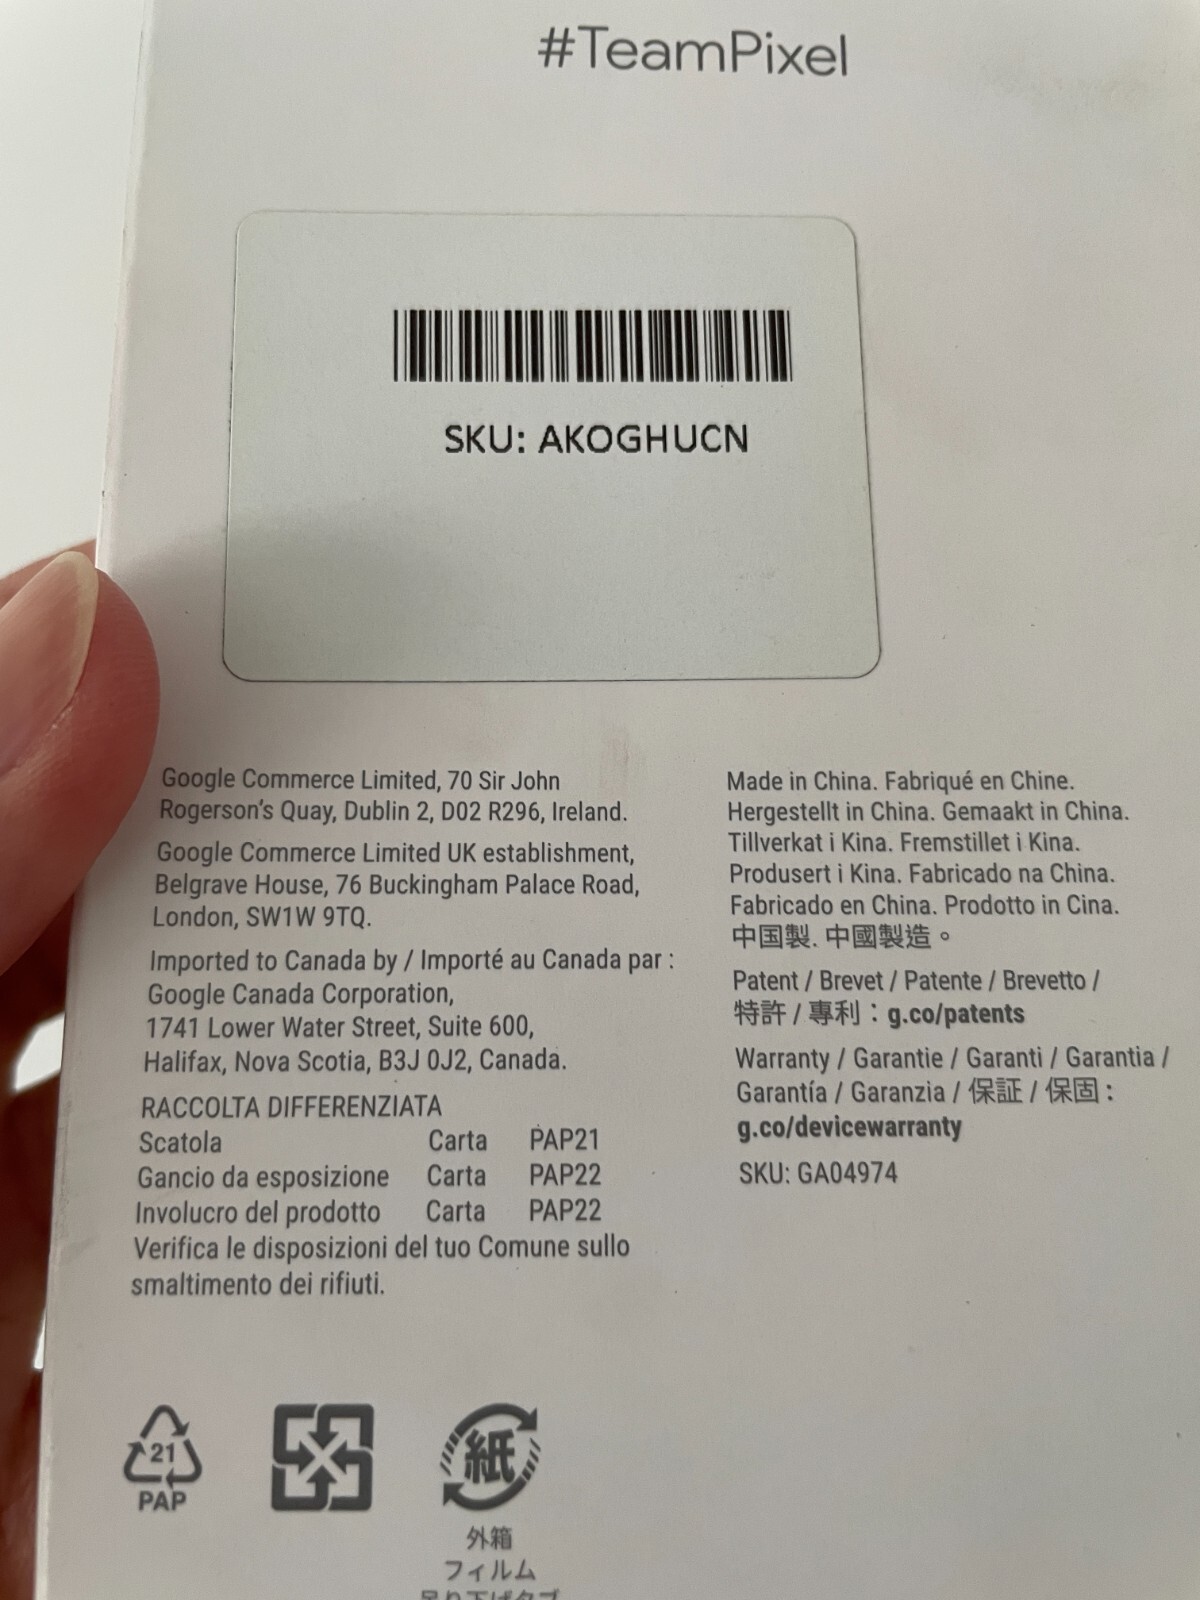 #TeamPixel
SKU: AKOGHUCN
Google Commerce Limited, 70 Sir John
Rogerson's Quay, Dublin 2, D02 R296, Ireland.
Google Commerce Limited UK establishment,
Belgrave House, 76 Buckingham Palace Road,
London, SW1W 9TQ.
Imported to Canada by / Importé au Canada par :
Google Canada Corporation,
1741 Lower Water Street, Suite 600,
Halifax, Nova Scotia, B3J 0J2, Canada.
RACCOLTA DIFFERENZIATA
Scatola Carta PAP21
Gancio da esposizione Carta PAP22
Involucro del prodotto Carta PAP22
Verifica le disposizioni del tuo Comune sullo
smaltimento dei rifiuti.
Made in China. Fabriqué en Chine.
Hergestellt in China. Gemaakt in China.
Tillverkat i Kina. Fremstillet i Kina.
Produsert i Kina. Fabricado na China.
Fabricado en China. Prodotto in Cina.
中国製. 中國製造。
Patent / Brevet / Patente / Brevetto /
特許 / 專利：g.co/patents
Warranty / Garantie / Garanti / Garantia /
Garantía / Garanzia / 保証 / 保固 :
g.co/devicewarranty
SKU: GA04974
21
PAP
紙
外箱
フィルム
吊り下げタブ